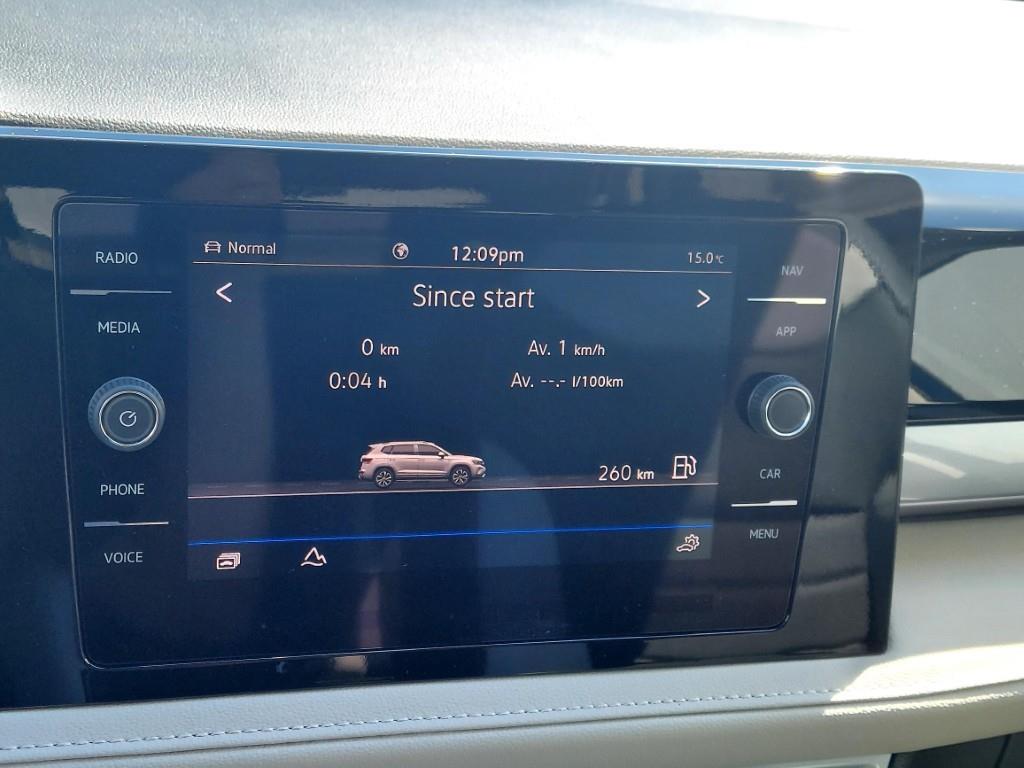 RADIO
MEDIA
PHONE
VOICE
Normal
12:09pm
15.0°C
< Since start >
0 km
Av. 1 km/h
0:04 h
Av. --.- l/100km
260 km
NAV
APP
CAR
MENU